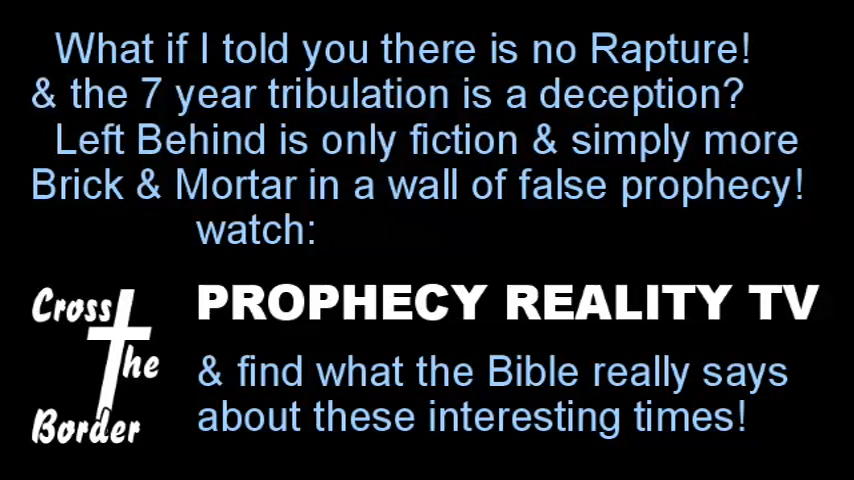 What if I told you there is no Rapture!
& the 7 year tribulation is a deception?
Left Behind is only fiction & simply more
Brick & Mortar in a wall of false prophecy!
watch:
PROPHECY REALITY TV
& find what the Bible really says
about these interesting times!
Cross
The
Border